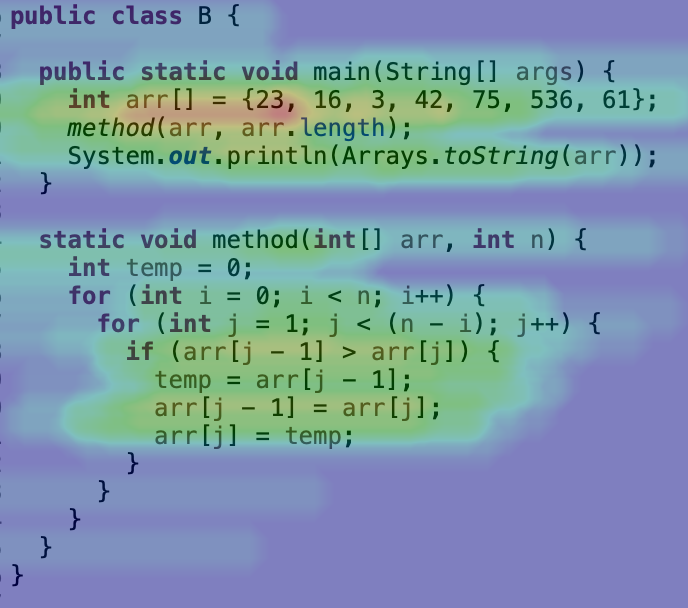 public class B {
public static void main(String[] args) {
int arr[] = {23, 16, 3, 42, 75, 536, 61};
method(arr, arr.length);
System.out.println(Arrays.toString(arr));
}
static void method(int[] arr, int n) {
int temp = 0;
for (int i = 0; i < n; i++) {
for (int j = 1; j < (n - i); j++) {
if (arr[j - 1] > arr[j]) {
temp = arr[j - 1];
arr[j - 1] = arr[j];
arr[j] = temp;
}
}
}
}
}